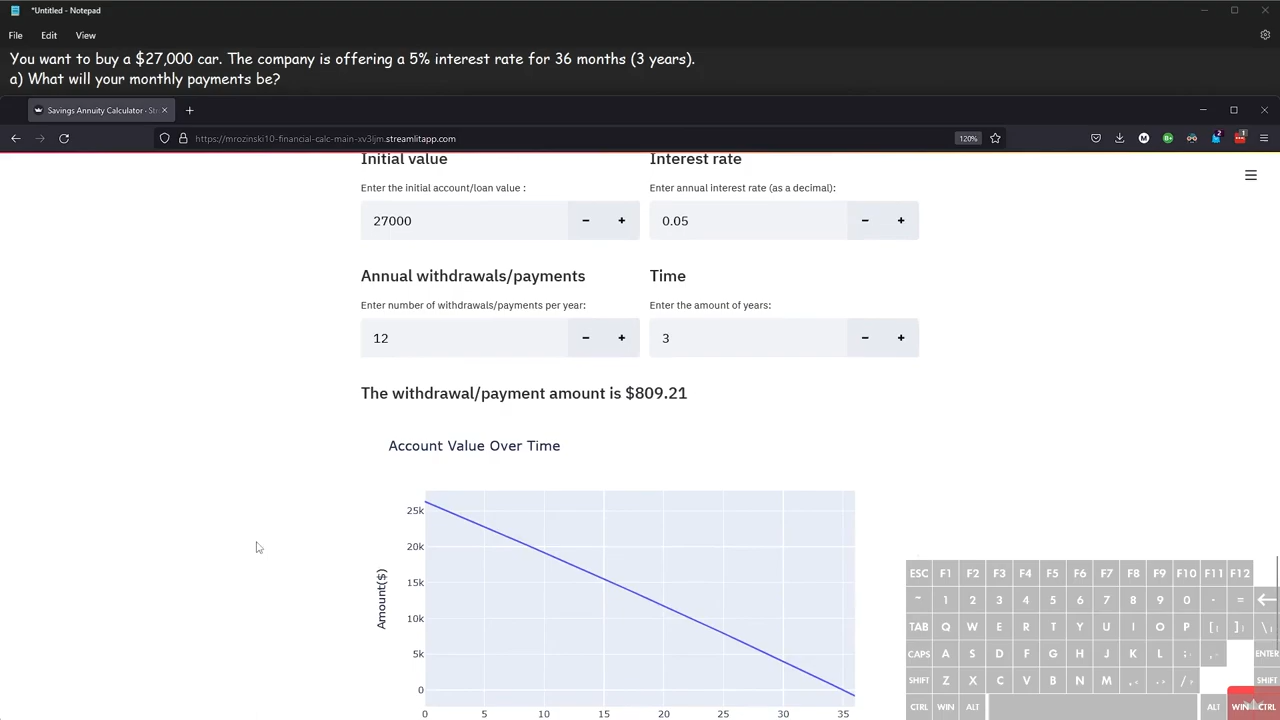 *Untitled - Notepad
File Edit View
You want to buy a $27,000 car. The company is offering a 5% interest rate for 36 months (3 years).
a) What will your monthly payments be?
Savings Annuity Calculator · Str
https://mrozinski10-financial-calc-main-xv3ljm.streamlitapp.com 120%
Initial value Interest rate
Enter the initial account/loan value : Enter annual interest rate (as a decimal):
27000 - + 0.05 - +
Annual withdrawals/payments Time
Enter number of withdrawals/payments per year: Enter the amount of years:
12 - + 3 - +
The withdrawal/payment amount is $809.21
Account Value Over Time
25k
20k
15k
10k
5k
0
Amount($)
0 5 10 15 20 25 30 35
ESC F1 F2 F3 F4 F5 F6 F7 F8 F9 F10 F11 F12
~ 1 2 3 4 5 6 7 8 9 0 - =
TAB Q W E R T Y U I O P [ ] \
CAPS A S D F G H J K L ; , ENTER
SHIFT Z X C V B N M , . / SHIFT
CTRL WIN ALT ALT WIN CTRL